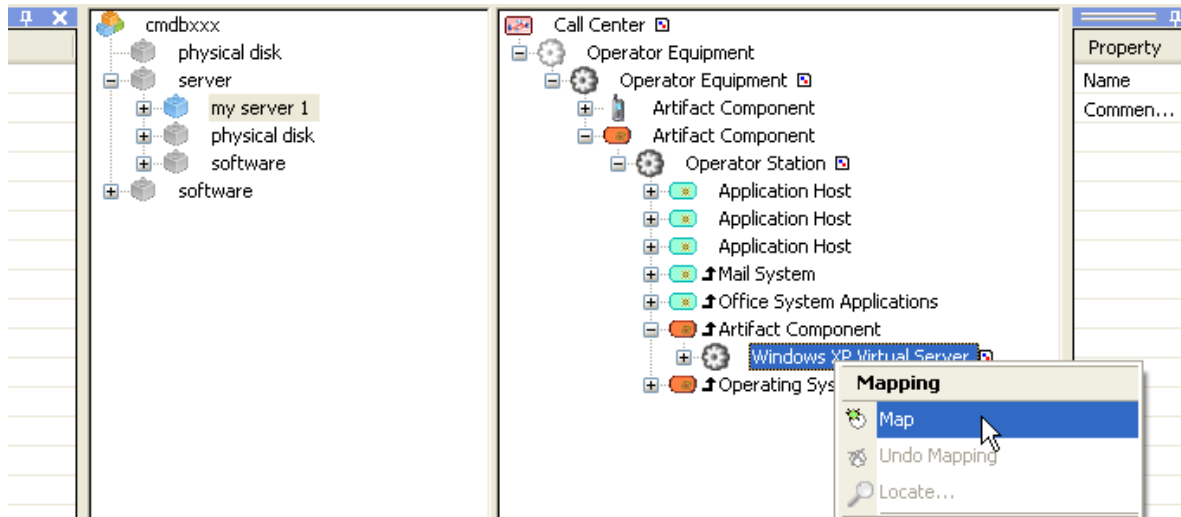 cmdbxxx
physical disk
server
my server 1
physical disk
software
software
Call Center
Operator Equipment
Operator Equipment
Artifact Component
Artifact Component
Operator Station
Application Host
Application Host
Application Host
Mail System
Office System Applications
Artifact Component
Windows XP Virtual Server
Operating Sys
Mapping
Map
Undo Mapping
Locate...
Property
Name
Commen...